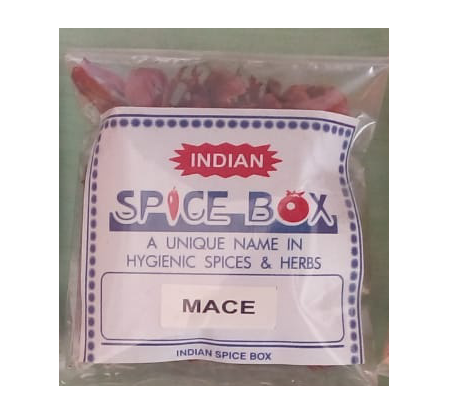 INDIAN
SPICE BOX
A UNIQUE NAME IN
HYGIENIC SPICES & HERBS
MACE
INDIAN SPICE BOX